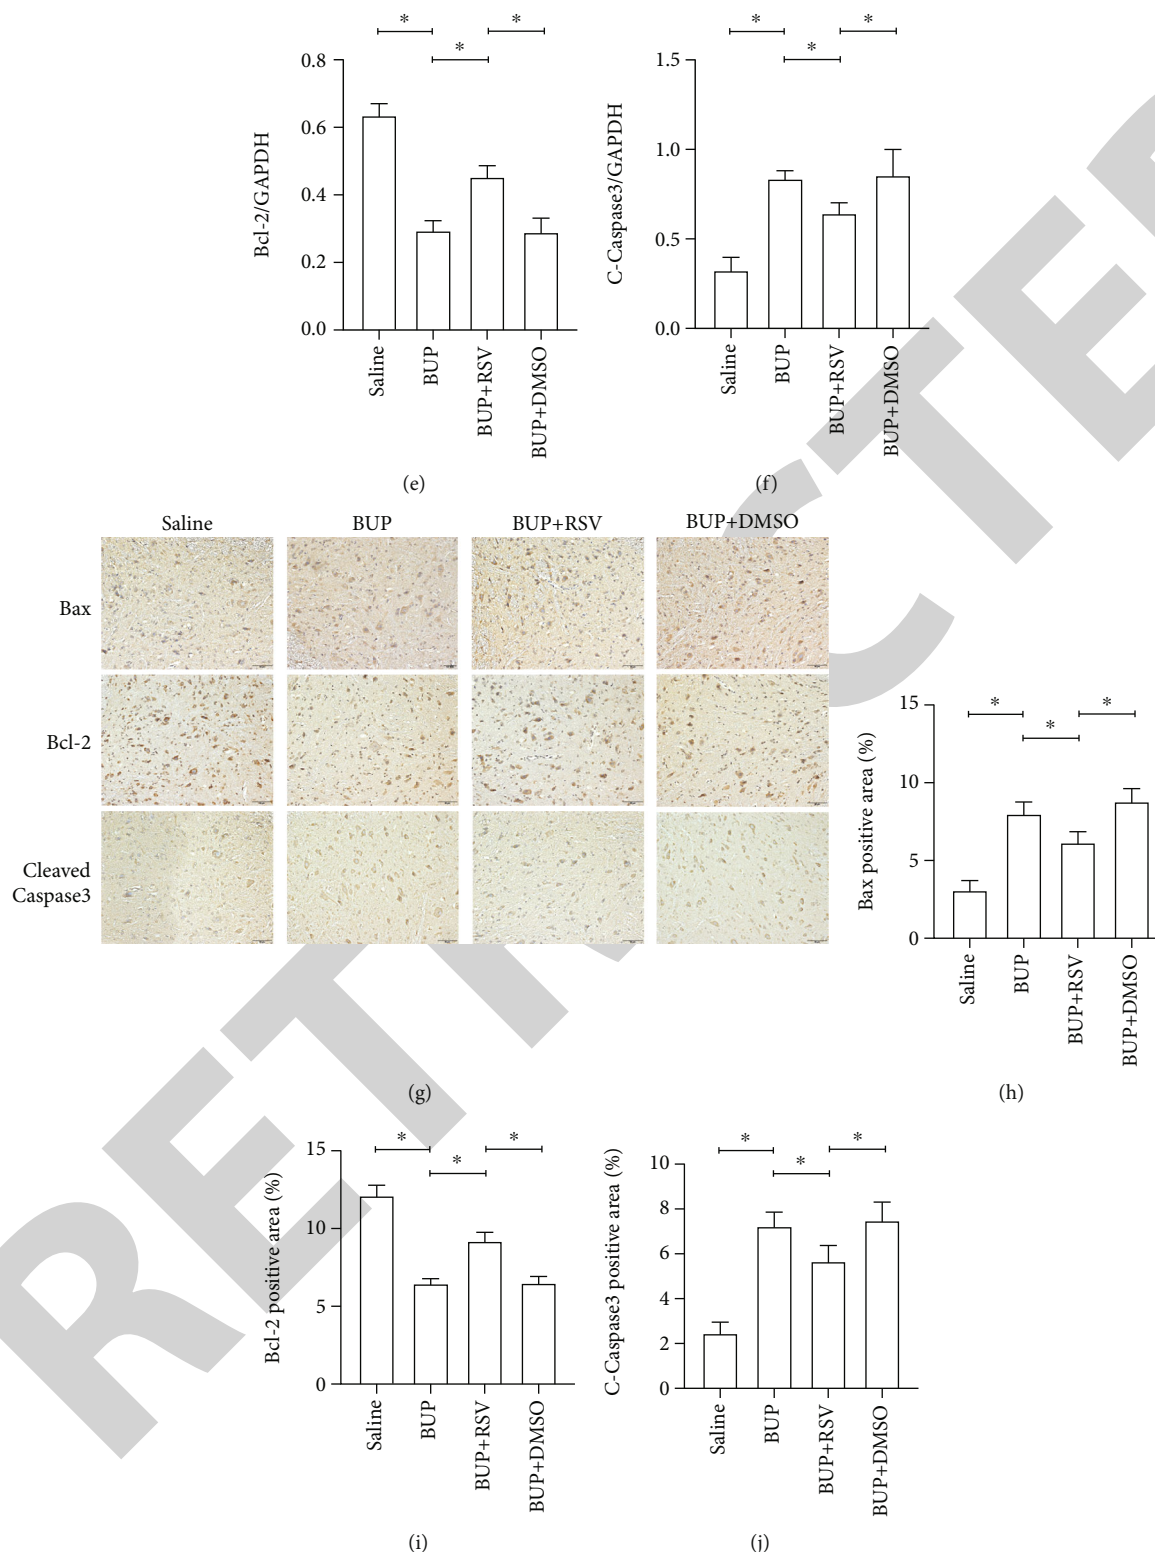 * * *
0.8
0.6
0.4
0.2
0.0
Bcl-2/GAPDH
Saline
BUP
BUP+RSV
BUP+DMSO
(e)
* * *
1.5
1.0
0.5
0.0
C-Caspase3/GAPDH
Saline
BUP
BUP+RSV
BUP+DMSO
(f)
Saline BUP BUP+RSV BUP+DMSO
Bax
Bcl-2
Cleaved
Caspase3
(g)
* * *
15
10
5
0
Bax positive area (%)
Saline
BUP
BUP+RSV
BUP+DMSO
(h)
* * *
15
10
5
0
Bcl-2 positive area (%)
Saline
BUP
BUP+RSV
BUP+DMSO
(i)
* * *
10
8
6
4
2
0
C-Caspase3 positive area (%)
Saline
BUP
BUP+RSV
BUP+DMSO
(j)